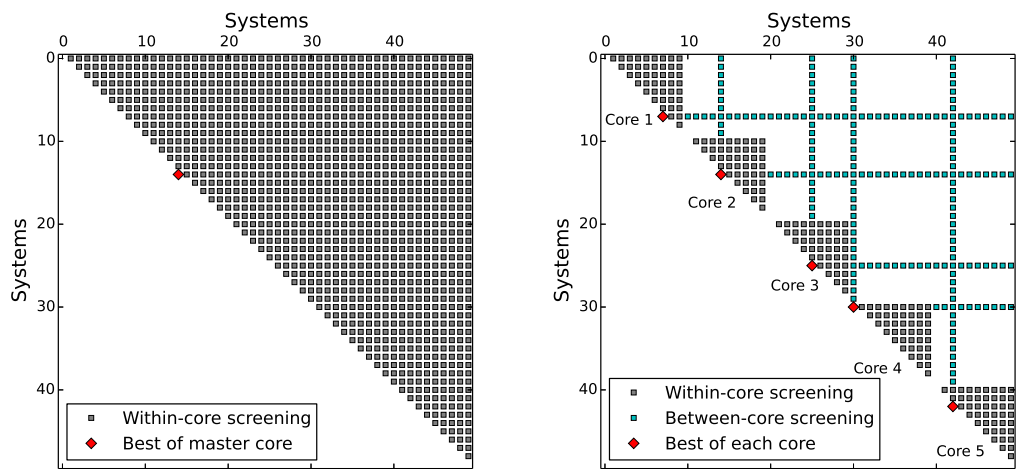 Systems
0 10 20 30 40
Systems
0
10
20
30
40
Within-core screening
Best of master core
Systems
0 10 20 30 40
Systems
0
10
20
30
40
Core 1
Core 2
Core 3
Core 4
Core 5
Within-core screening
Between-core screening
Best of each core